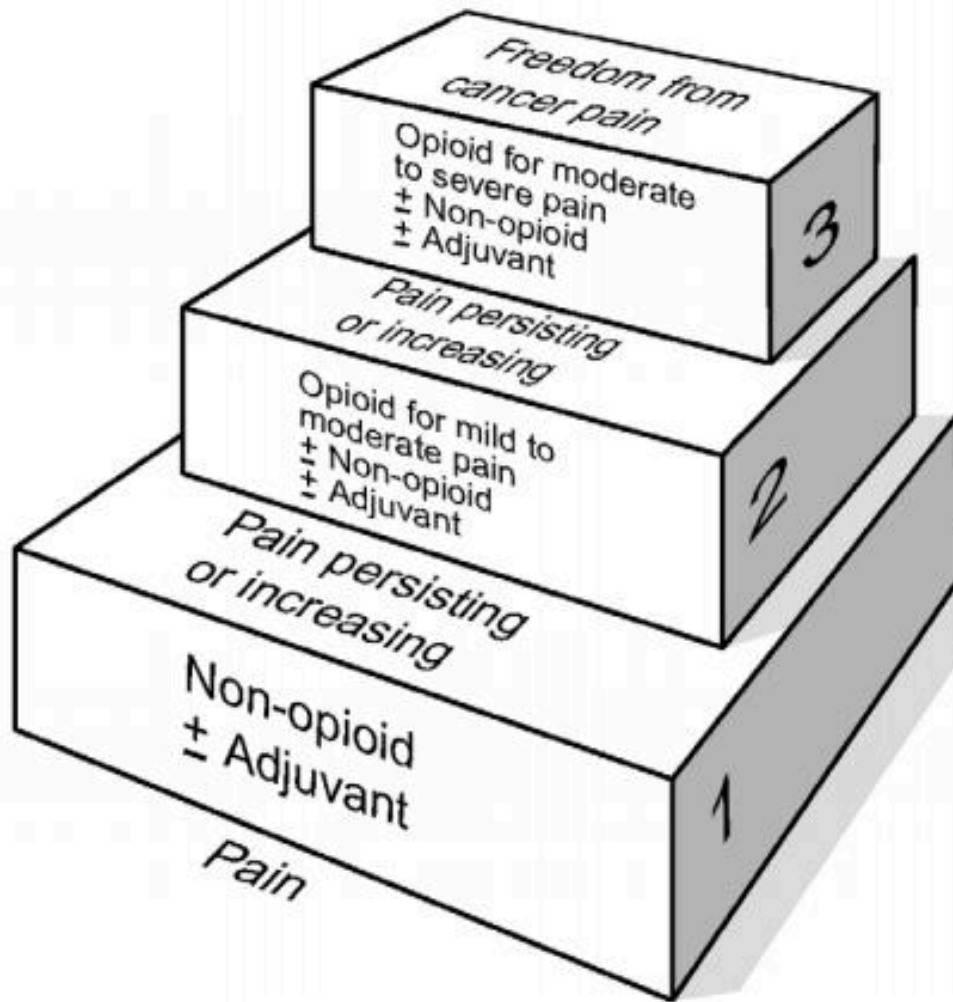 Freedom from
cancer pain
Opioid for moderate
to severe pain
± Non-opioid
± Adjuvant
3
Pain persisting
or increasing
Opioid for mild to
moderate pain
± Non-opioid
± Adjuvant
2
Pain persisting
or increasing
Non-opioid
± Adjuvant
1
Pain